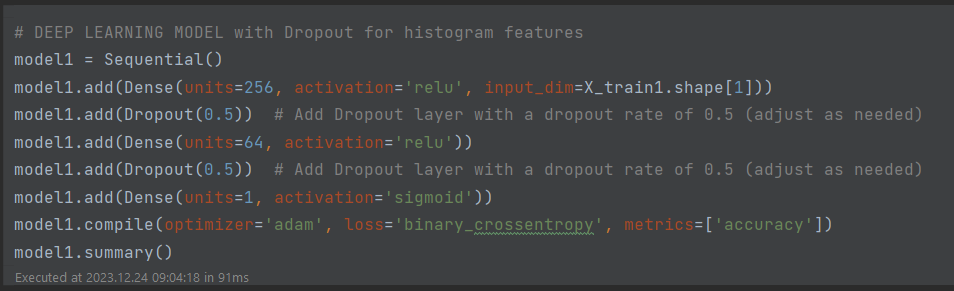 # DEEP LEARNING MODEL with Dropout for histogram features
model1 = Sequential()
model1.add(Dense(units=256, activation='relu', input_dim=X_train1.shape[1]))
model1.add(Dropout(0.5))  # Add Dropout layer with a dropout rate of 0.5 (adjust as needed)
model1.add(Dense(units=64, activation='relu'))
model1.add(Dropout(0.5))  # Add Dropout layer with a dropout rate of 0.5 (adjust as needed)
model1.add(Dense(units=1, activation='sigmoid'))
model1.compile(optimizer='adam', loss='binary_crossentropy', metrics=['accuracy'])
model1.summary()
Executed at 2023.12.24 09:04:18 in 91ms